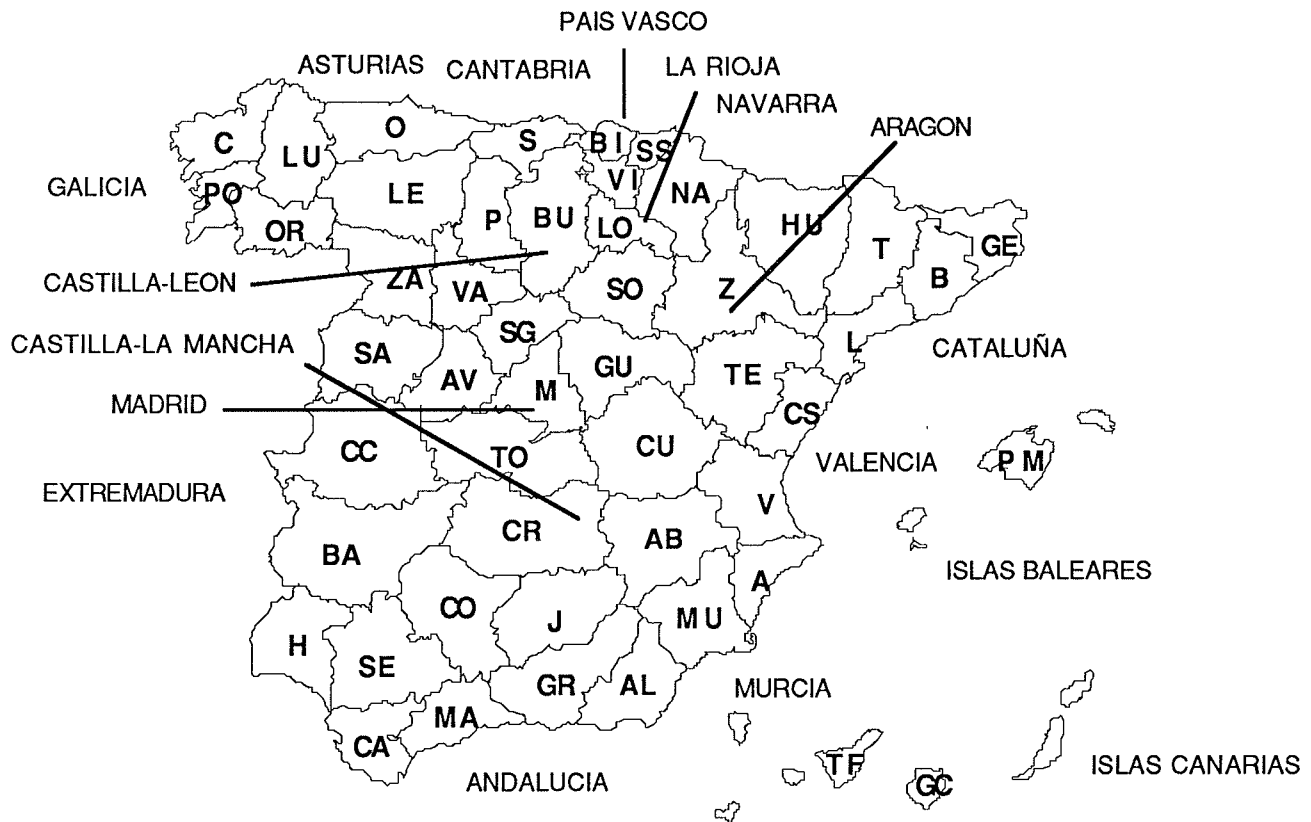 PAIS VASCO
ASTURIAS
CANTABRIA
LA RIOJA
NAVARRA
ARAGON
O
S
BI
SS
C
LU
VI
GALICIA
PO
LE
NA
P
BU
HU
OR
LO
T
GE
CASTILLA-LEON
ZA
VA
SO
Z
B
CASTILLA-LA MANCHA
SA
SG
GU
L
CATALUÑA
AV
M
TE
MADRID
CS
CC
TO
CU
VALENCIA
PM
EXTREMADURA
V
CR
AB
BA
A
ISLAS BALEARES
CO
J
MU
H
SE
GR
AL
MURCIA
MA
CA
TF
GC
ISLAS CANARIAS
ANDALUCIA